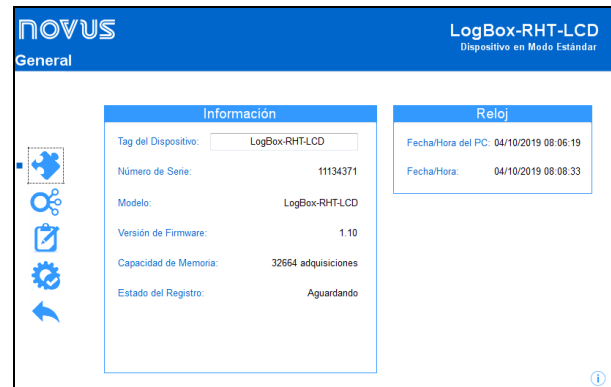 NOVUS
LogBox-RHT-LCD
Dispositivo en Modo Estándar
General
Información
Tag del Dispositivo: LogBox-RHT-LCD
Número de Serie: 11134371
Modelo: LogBox-RHT-LCD
Versión de Firmware: 1.10
Capacidad de Memoria: 32664 adquisiciones
Estado del Registro: Aguardando
Reloj
Fecha/Hora del PC: 04/10/2019 08:06:19
Fecha/Hora: 04/10/2019 08:08:33